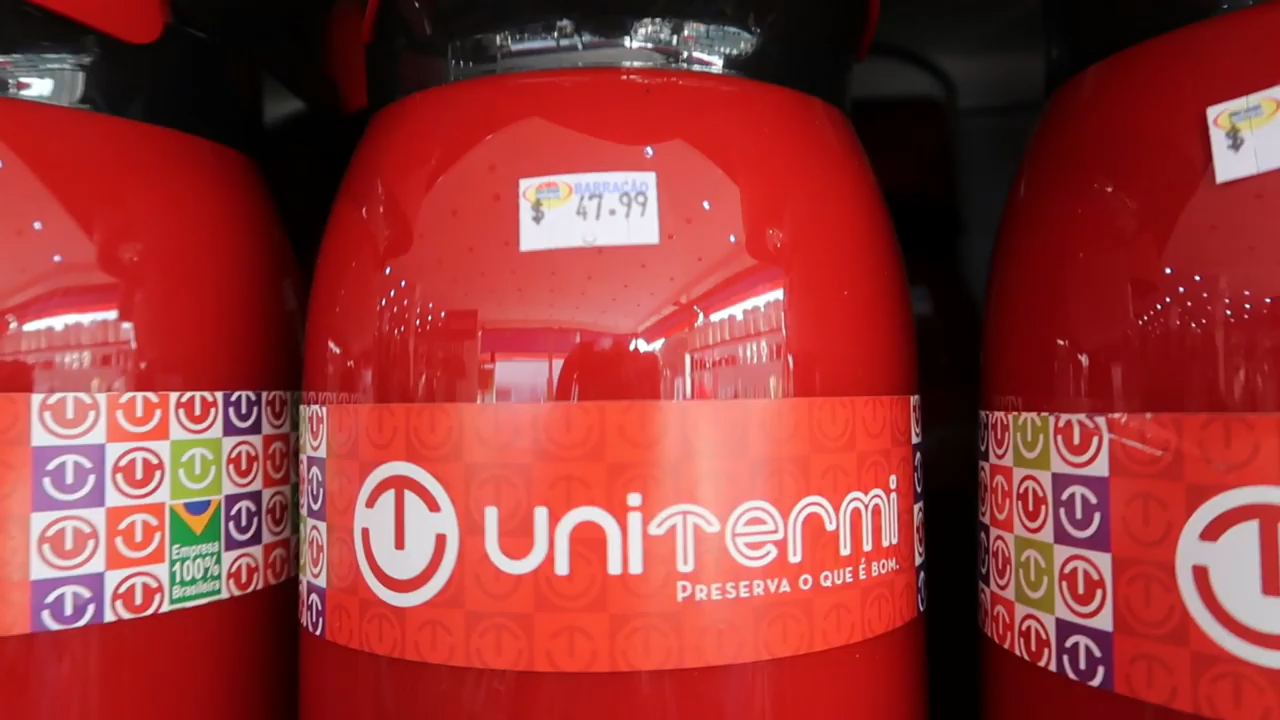 BARRACÃO
$ 47.99
$
unitermi
PRESERVA O QUE É BOM.
Empresa
100%
Brasileira